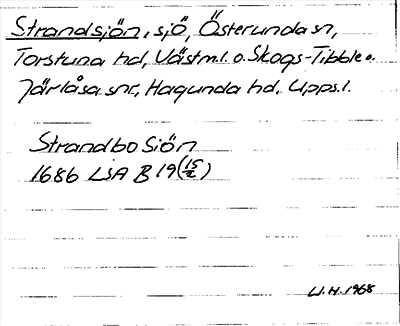 Strandsjön, sjö, Österunda sn,
Torstuna hd, Västml. o. Skogs-Tibble o.
Järlåsa snr, Hagunda hd, Upps.l.
Strandbo Siön
1686 LSA B 19 (15/2)
U.H. 1968